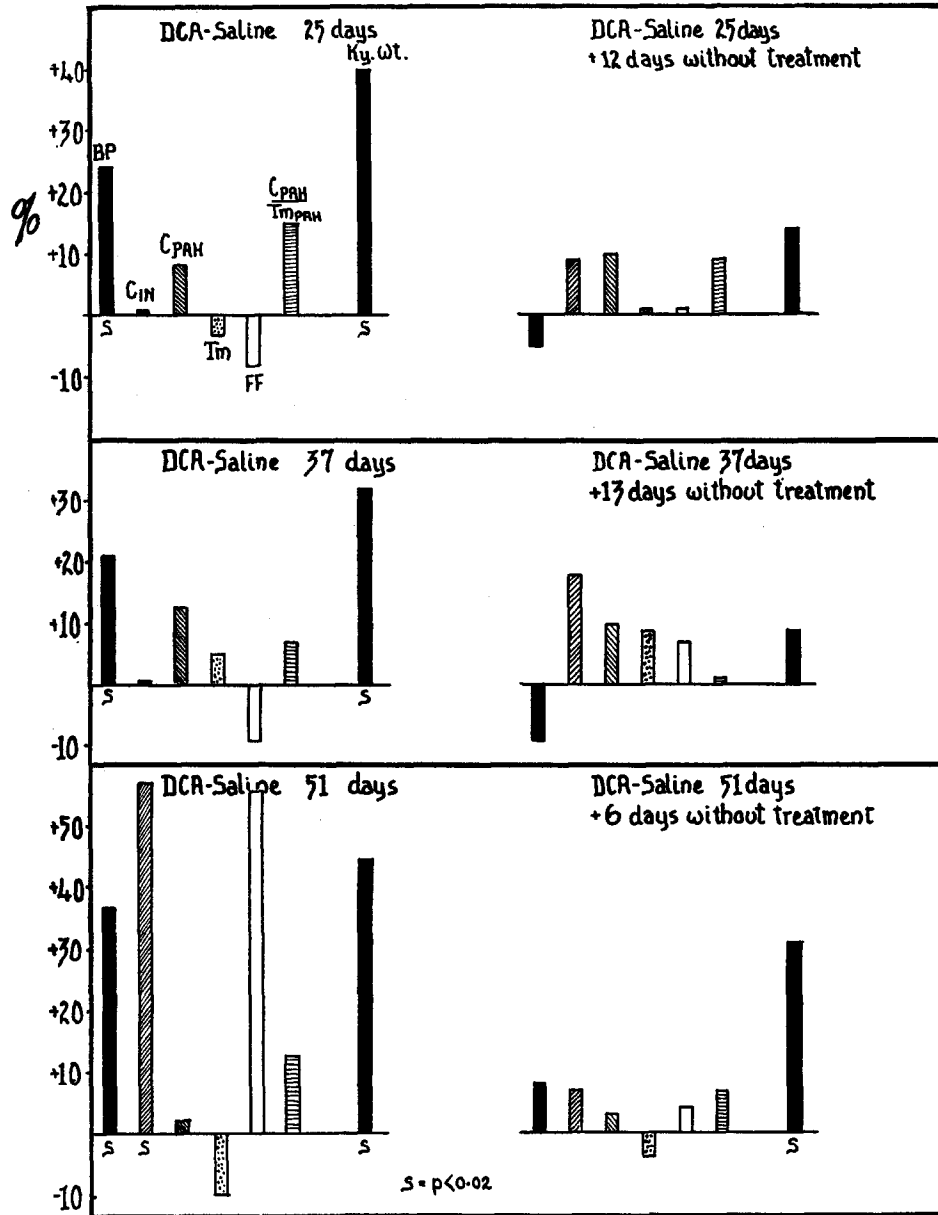 DCA-Saline 25 days
Ky.Wt.
DCA-Saline 25days
+12 days without treatment
+40
+30
BP
%
+20
CPAH
TmPAH
CPAH
+10
CIN
S
S
Tm
FF
-10
DCA-Saline 37 days
DCA-Saline 37days
+13 days without treatment
+30
+20
+10
S
S
-10
DCA-Saline 51 days
DCA-Saline 51days
+6 days without treatment
+50
+40
+30
+20
+10
S
S
S
S
S = p<0.02
-10